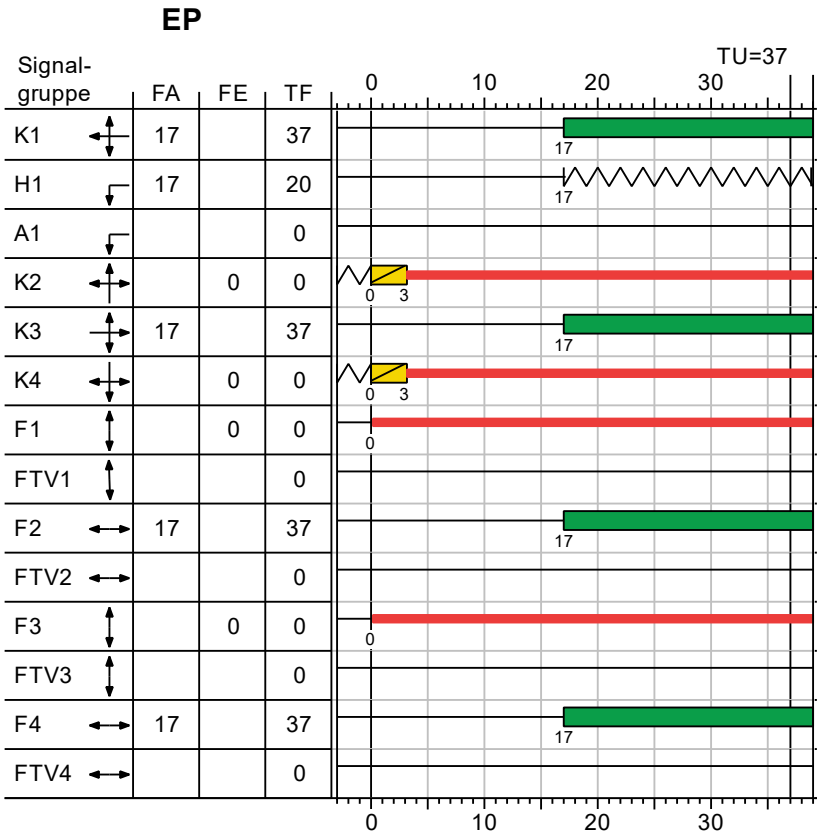 EP
TU=37
Signal-
gruppe FA FE TF 0 10 20 30
K1 17 37
17
H1 17 20
17
A1 0
K2 0 0
0 3
K3 17 37
17
K4 0 0
0 3
F1 0 0
0
FTV1 0
F2 17 37
17
FTV2 0
F3 0 0
0
FTV3 0
F4 17 37
17
FTV4 0
0 10 20 30